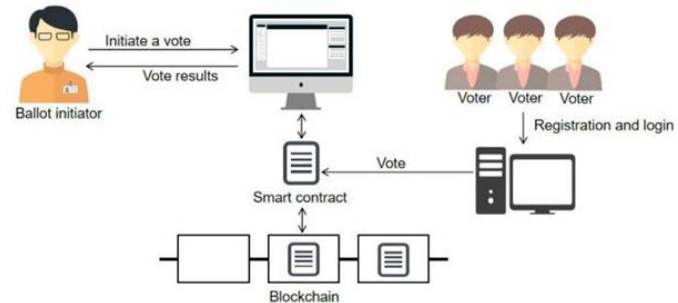 Initiate a vote
Vote results
Ballot initiator
Voter Voter Voter
Registration and login
Vote
Smart contract
Blockchain